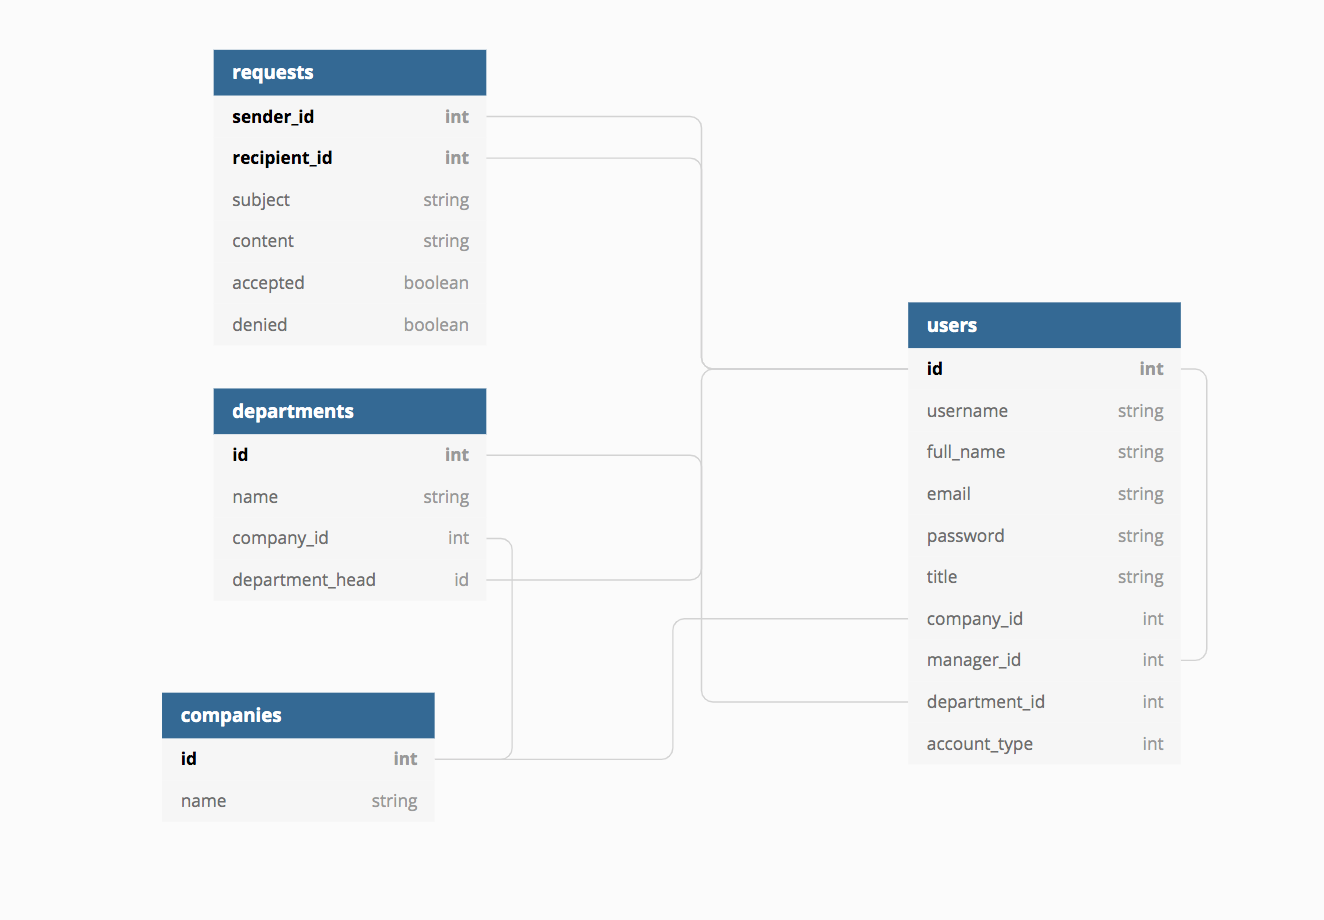 requests
sender_id int
recipient_id int
subject string
content string
accepted boolean
denied boolean
departments
id int
name string
company_id int
department_head id
companies
id int
name string
users
id int
username string
full_name string
email string
password string
title string
company_id int
manager_id int
department_id int
account_type int